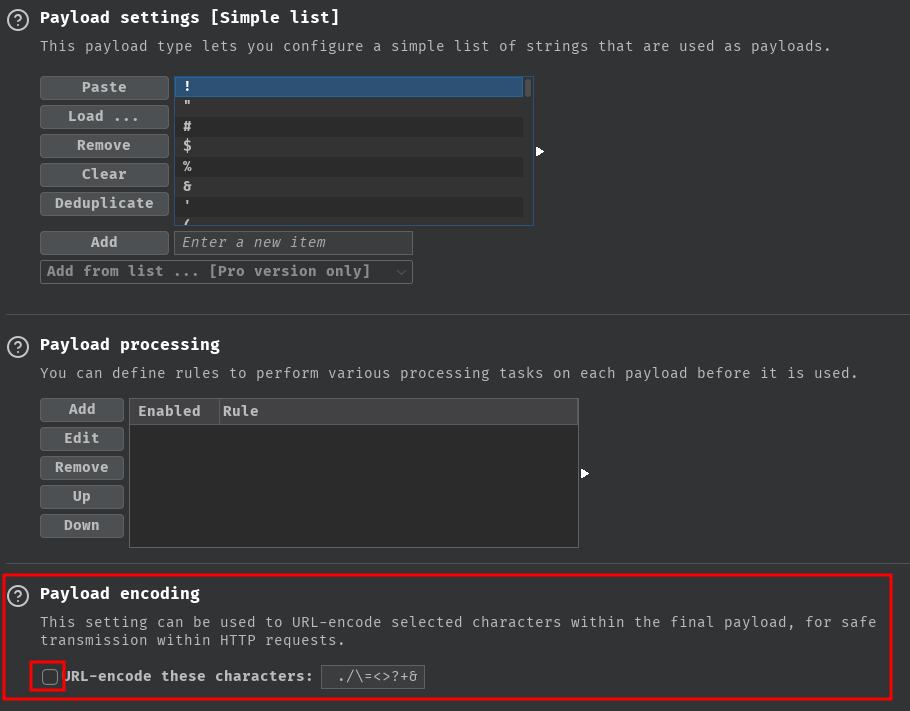 Payload settings [Simple list]
This payload type lets you configure a simple list of strings that are used as payloads.
Paste
Load ...
Remove
Clear
Deduplicate
!
"
#
$
%
&
'
(
Add
Enter a new item
Add from list ... [Pro version only]
Payload processing
You can define rules to perform various processing tasks on each payload before it is used.
Add
Edit
Remove
Up
Down
Enabled
Rule
Payload encoding
This setting can be used to URL-encode selected characters within the final payload, for safe
transmission within HTTP requests.
URL-encode these characters:
./\=<>?+&